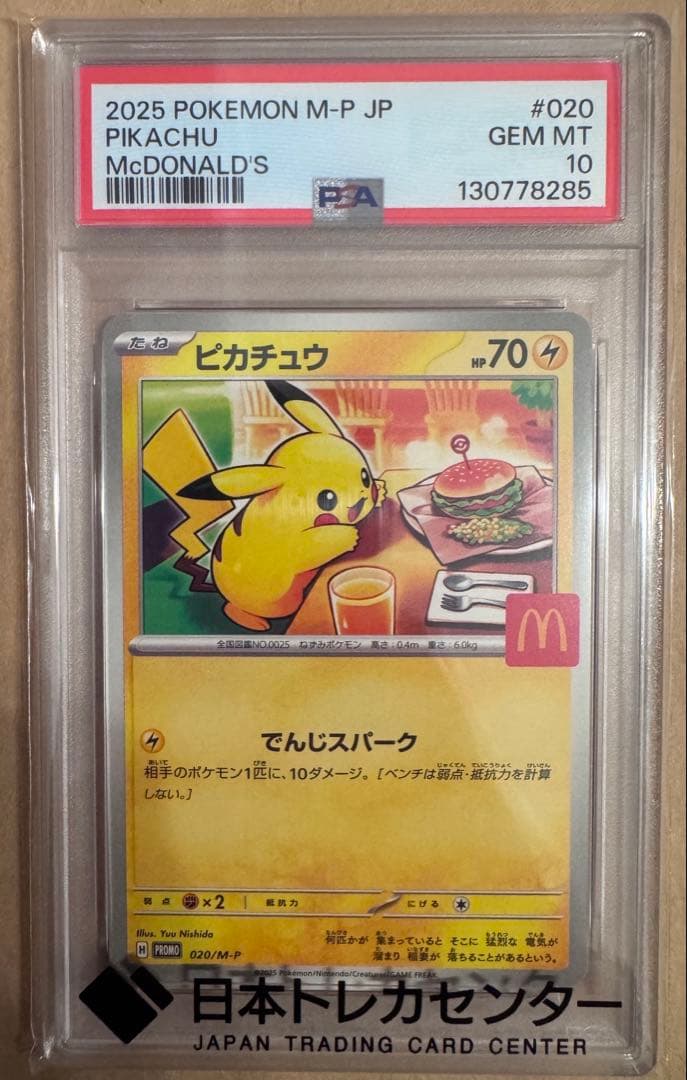 2025 POKEMON M-P JP #020
PIKACHU GEM MT
McDONALD'S 10
PSA 130778285
たね ピカチュウ HP70
全国図鑑NO.0025 ねずみポケモン 高さ:0.4m 重さ:6.0kg
でんじスパーク
相手のポケモン1匹に、10ダメージ。[ベンチは弱点・抵抗力を計算
しない。]
弱点 ×2 抵抗力 にげる
Illus. Yuu Nishida
何匹かが 集まっていると そこに 猛烈な 電気が
溜まり 稲妻が 落ちることがあるという。
H PROMO 020/M-P
©2025 Pokémon/Nintendo/Creatures/GAME FREAK.
日本トレカセンター
JAPAN TRADING CARD CENTER